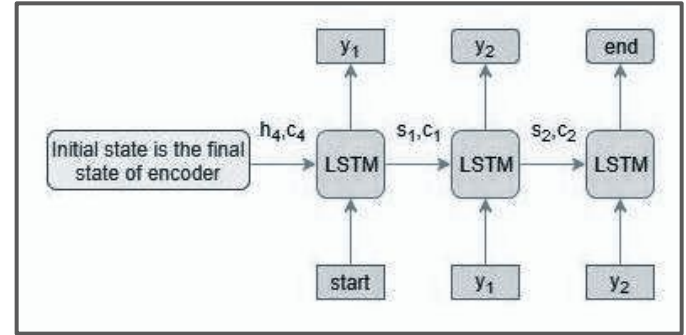 y₁
y₂
end
h₄,c₄
s₁,c₁
s₂,c₂
Initial state is the final
state of encoder
LSTM
LSTM
LSTM
start
y₁
y₂